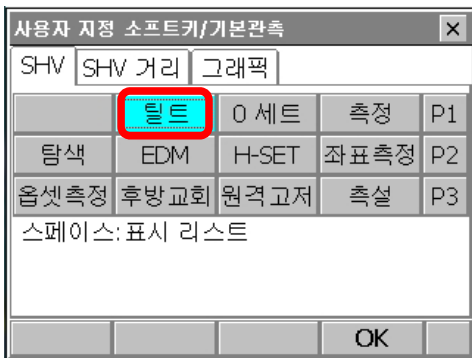 사용자 지정 소프트키/기본관측 ×
SHV SHV 거리 그래픽
틸트 0 세트 측정 P1
탐색 EDM H-SET 좌표측정 P2
옵셋측정 후방교회 원격고저 측설 P3
스페이스: 표시 리스트
OK